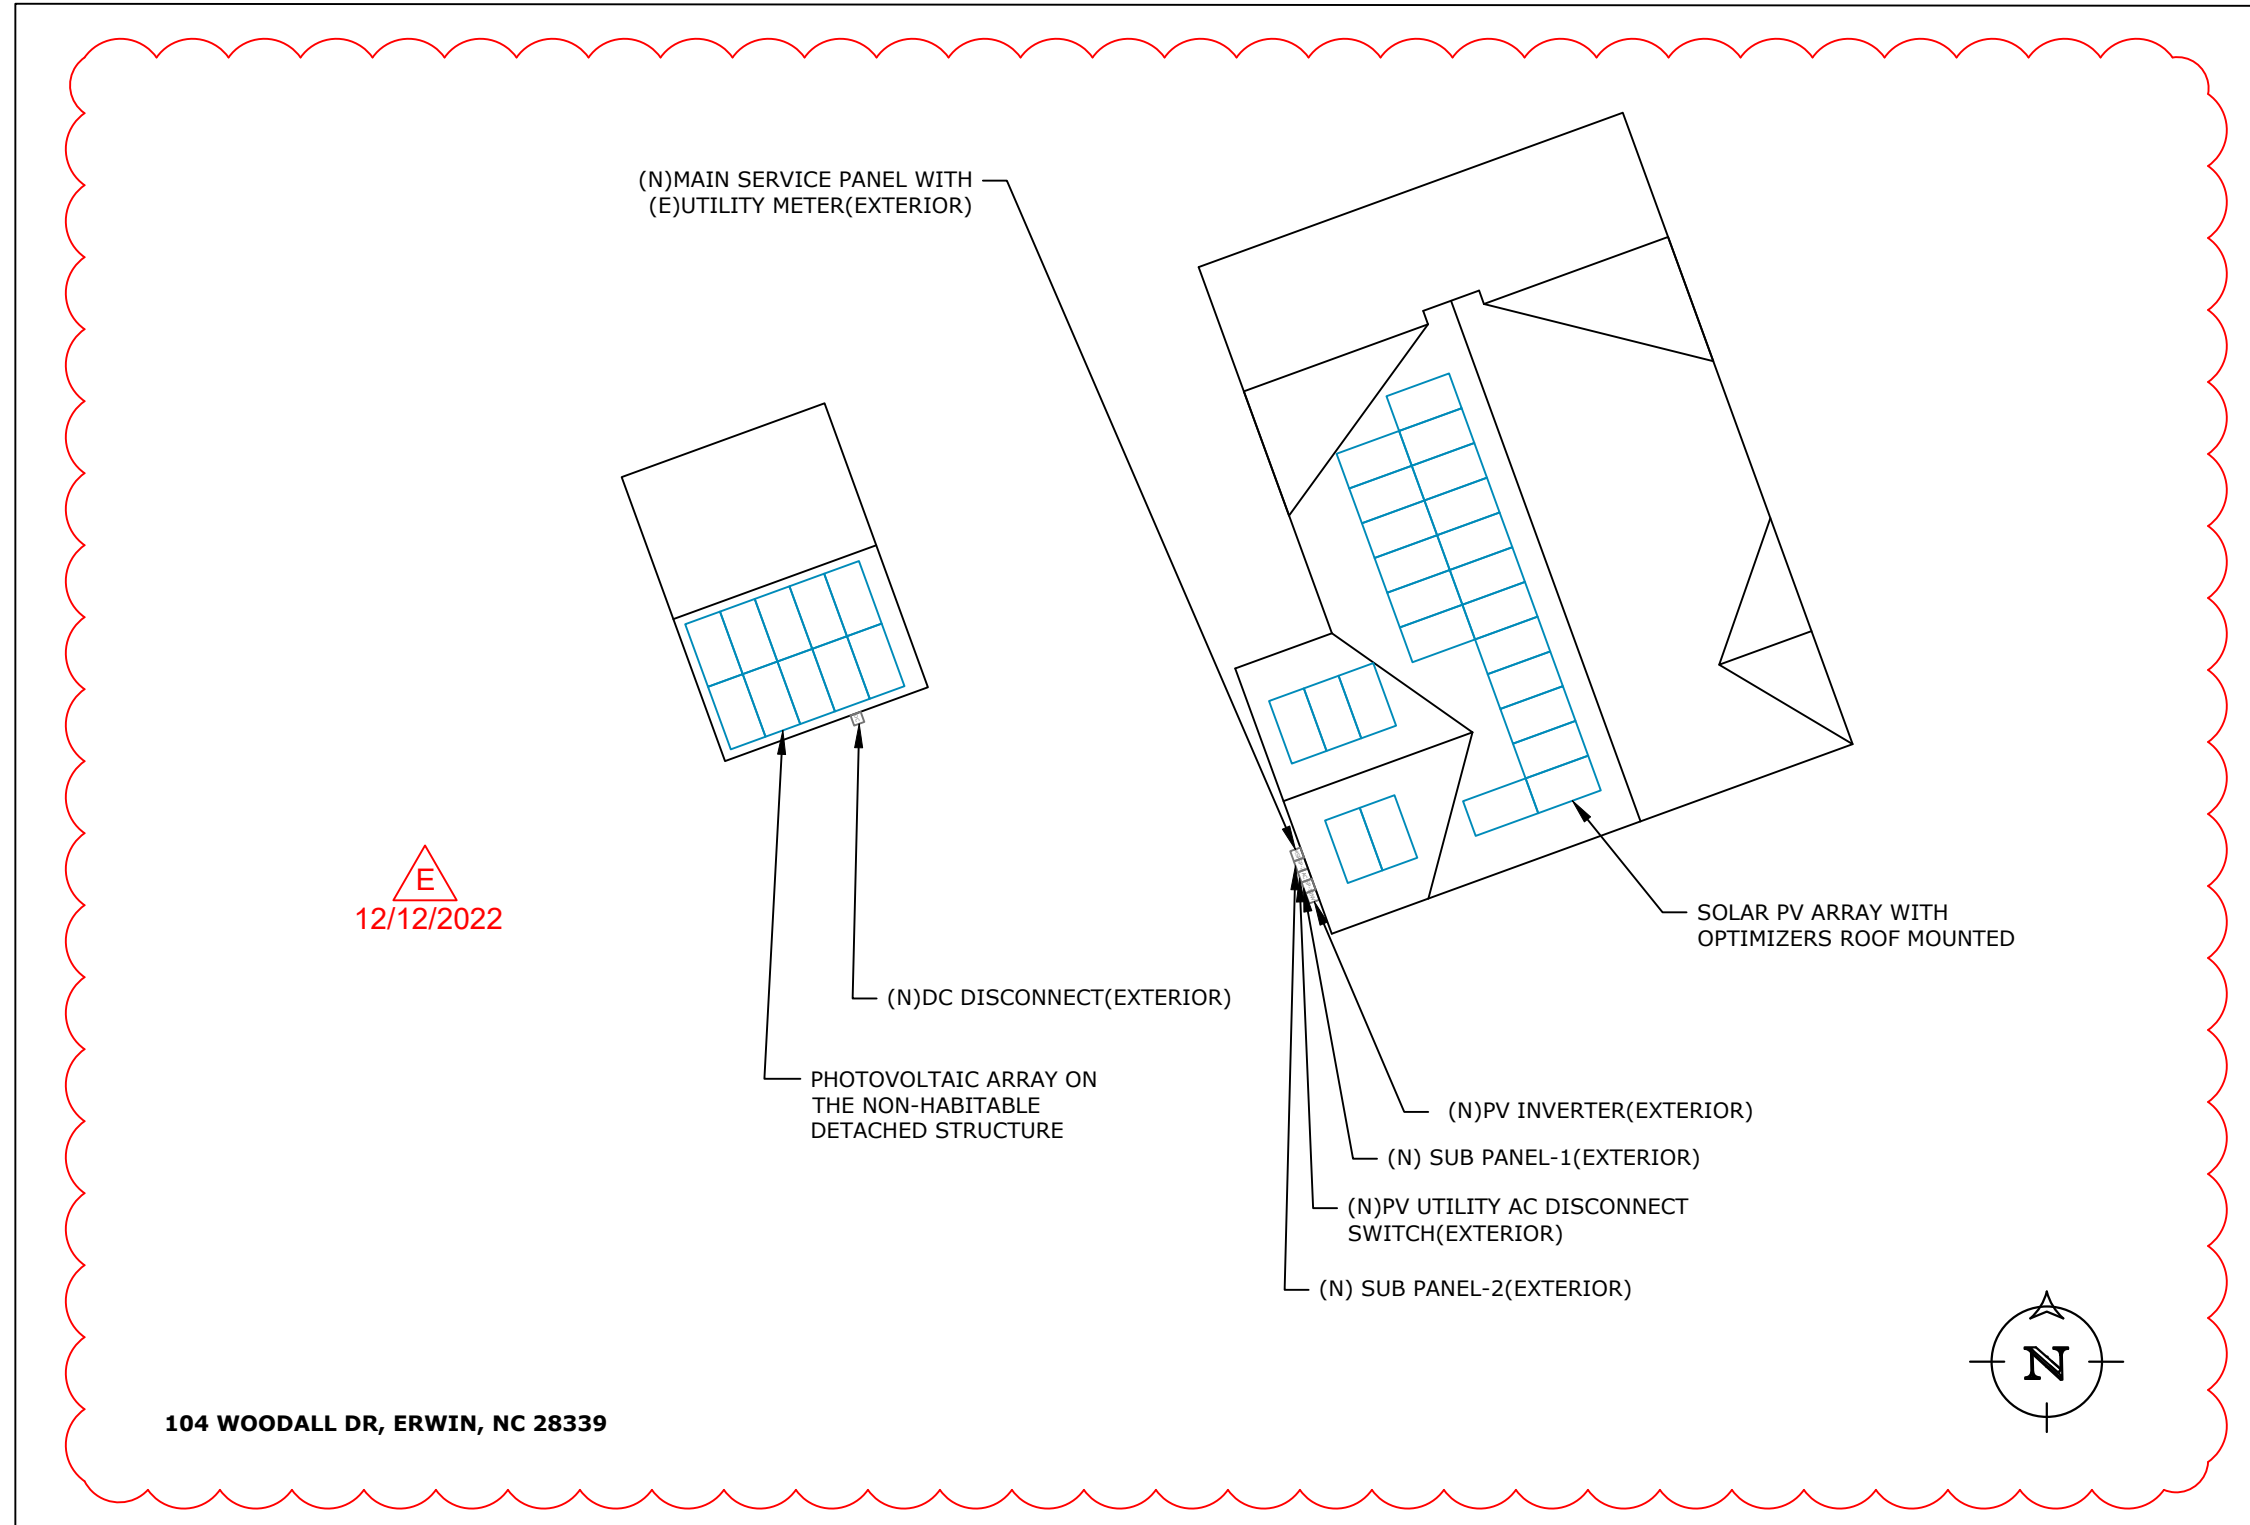 (N)MAIN SERVICE PANEL WITH
(E)UTILITY METER(EXTERIOR)
E
12/12/2022
SOLAR PV ARRAY WITH
OPTIMIZERS ROOF MOUNTED
(N)DC DISCONNECT(EXTERIOR)
PHOTOVOLTAIC ARRAY ON
THE NON-HABITABLE
DETACHED STRUCTURE
(N)PV INVERTER(EXTERIOR)
(N) SUB PANEL-1(EXTERIOR)
(N)PV UTILITY AC DISCONNECT
SWITCH(EXTERIOR)
(N) SUB PANEL-2(EXTERIOR)
N
104 WOODALL DR, ERWIN, NC 28339